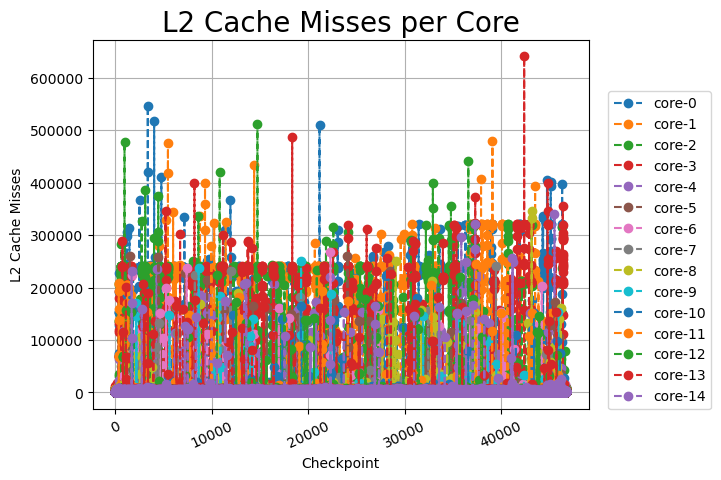 L2 Cache Misses per Core
L2 Cache Misses
600000
500000
400000
300000
200000
100000
0
0
10000
20000
30000
40000
Checkpoint
core-0
core-1
core-2
core-3
core-4
core-5
core-6
core-7
core-8
core-9
core-10
core-11
core-12
core-13
core-14